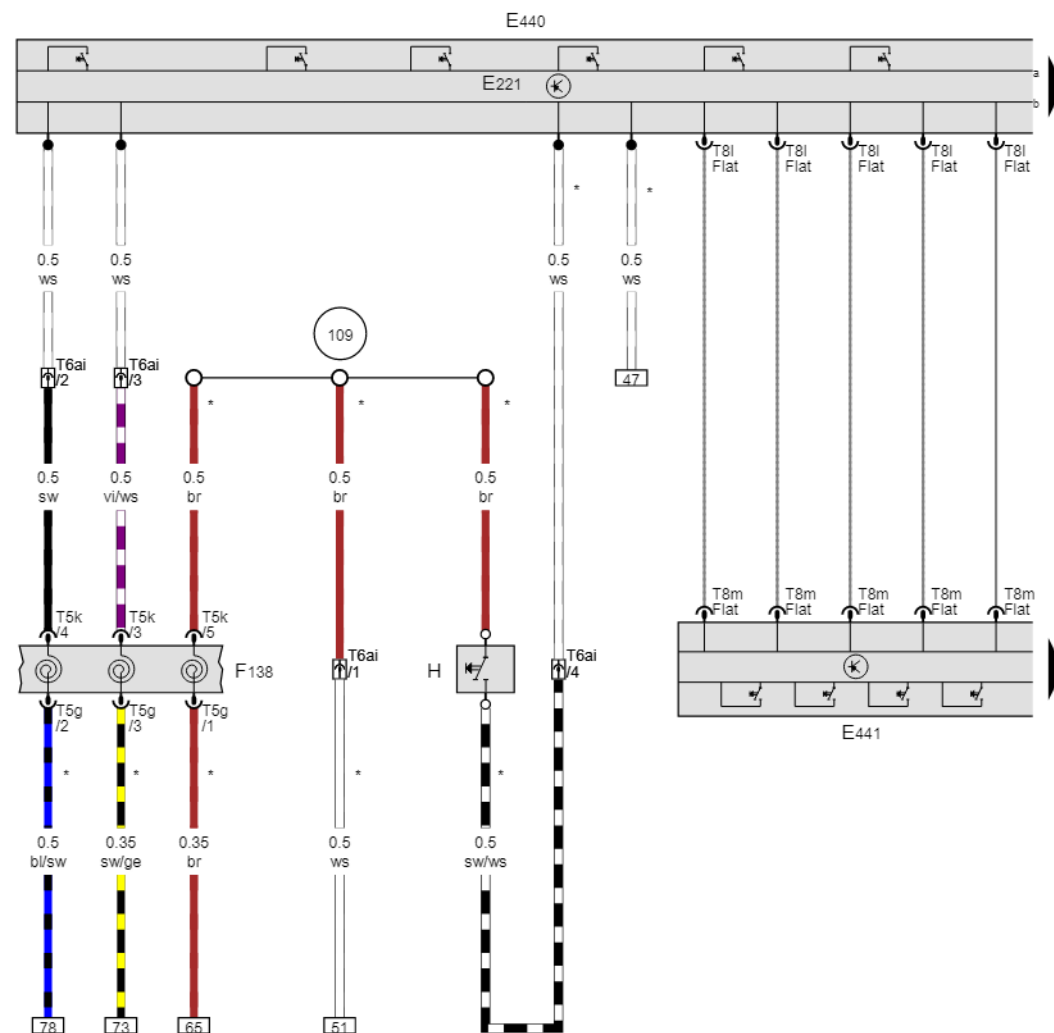 E440
E221
a
b
T8l
Flat
T8l
Flat
T8l
Flat
T8l
Flat
T8l
Flat
*
*
0.5
ws
0.5
ws
0.5
ws
0.5
ws
109
T6ai
/2
T6ai
/3
47
*
*
*
0.5
sw
0.5
vi/ws
0.5
br
0.5
br
0.5
br
T8m
Flat
T8m
Flat
T8m
Flat
T8m
Flat
T8m
Flat
T5k
/4
T5k
/3
T5k
/5
F138
T6ai
/1
H
T6ai
/4
T5g
/2
T5g
/3
T5g
/1
E441
*
*
*
*
*
0.5
bl/sw
0.35
sw/ge
0.35
br
0.5
ws
0.5
sw/ws
78
73
65
51